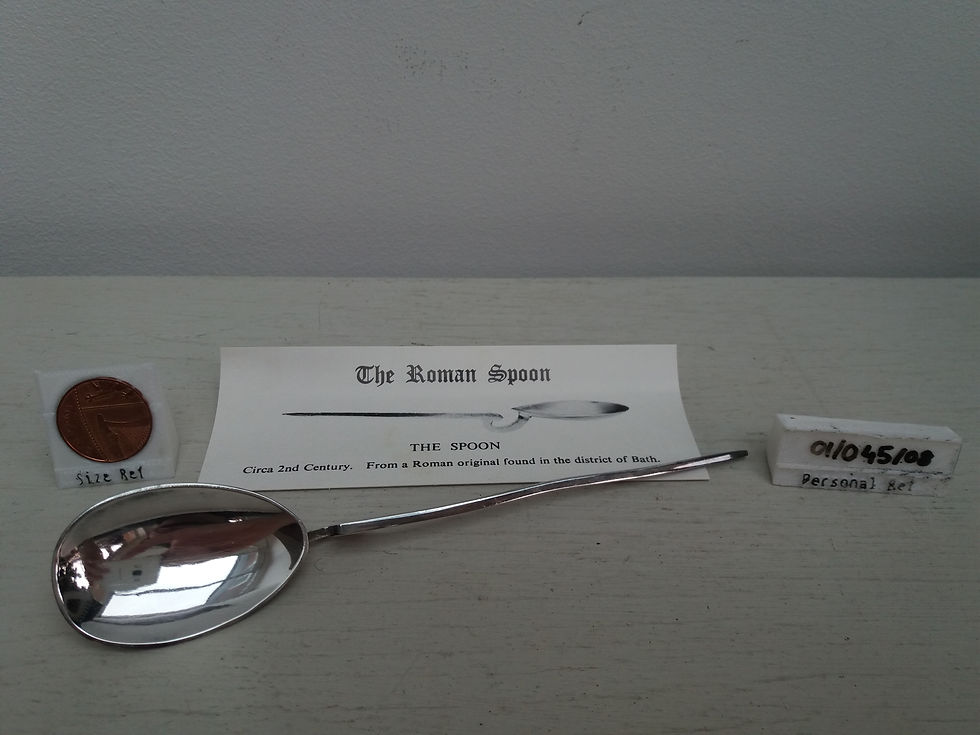 The Roman Spoon
THE SPOON
Circa 2nd Century. From a Roman original found in the district of Bath.
Size Ref
01/045/08
Personal Ref